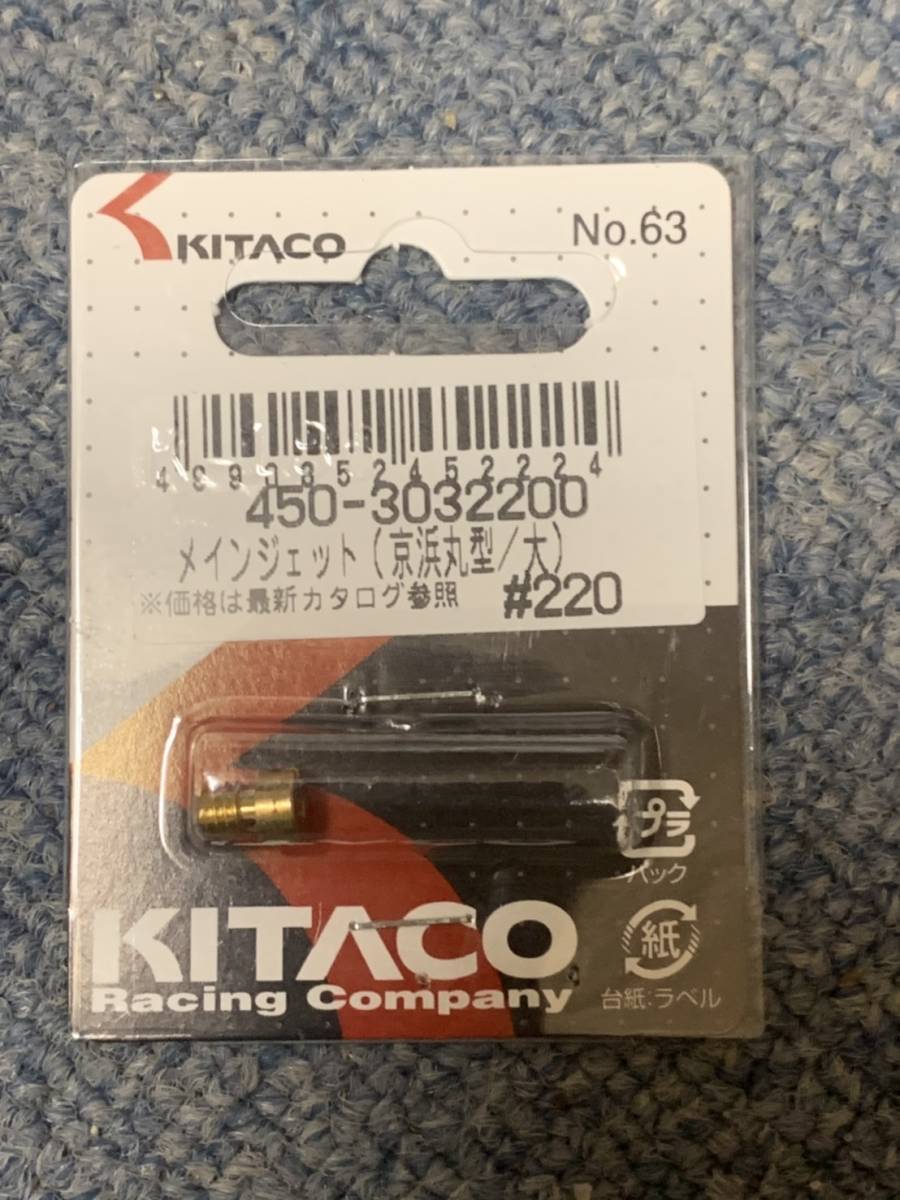 KITACO
No.63
4990852452224
450-3032200
メインジェット(京浜丸型/大)
※価格は最新カタログ参照 #220
プラ
パック
KITACO
Racing Company
紙
台紙:ラベル